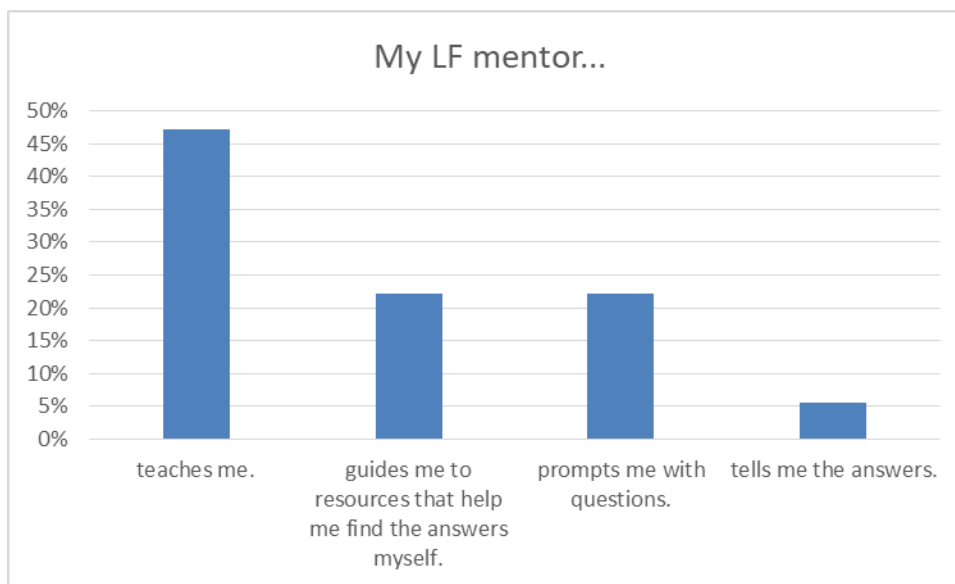 My LF mentor...
50%
45%
40%
35%
30%
25%
20%
15%
10%
5%
0%
teaches me.
guides me to
resources that help
me find the answers
myself.
prompts me with
questions.
tells me the answers.